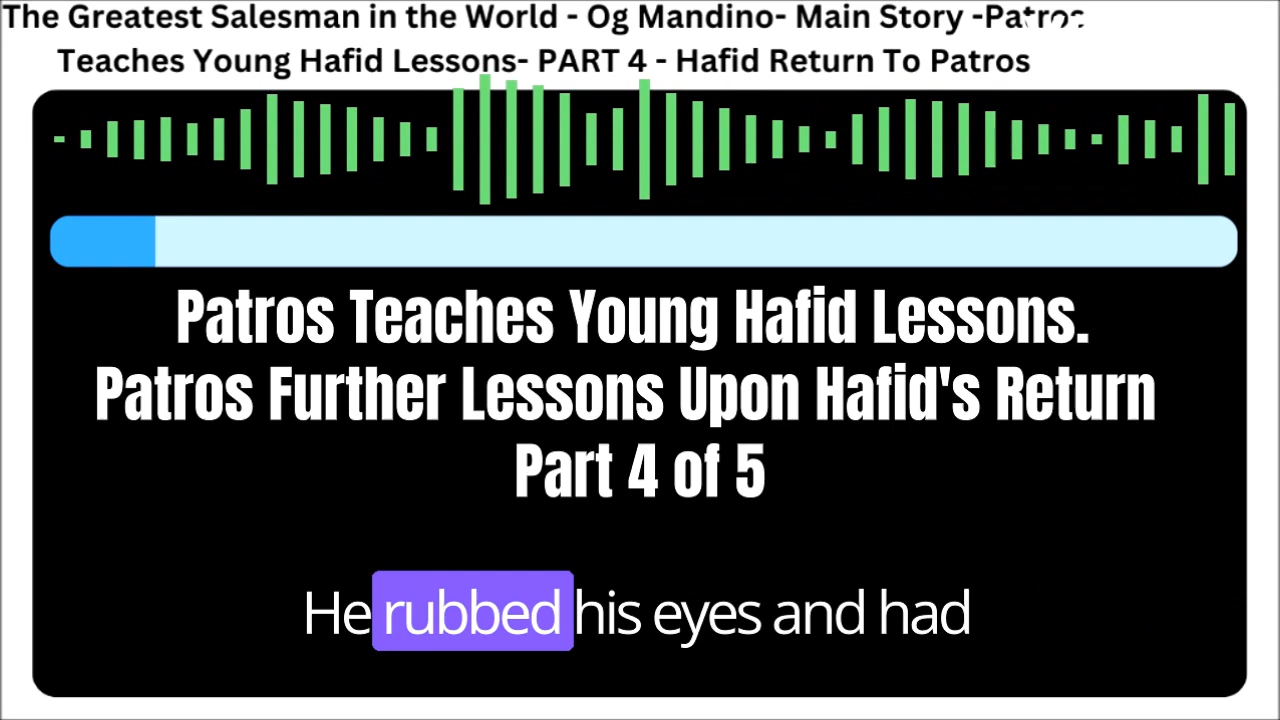 The Greatest Salesman in the World - Og Mandino- Main Story -Patros
Teaches Young Hafid Lessons- PART 4 - Hafid Return To Patros
Patros Teaches Young Hafid Lessons.
Patros Further Lessons Upon Hafid's Return
Part 4 of 5
He rubbed his eyes and had